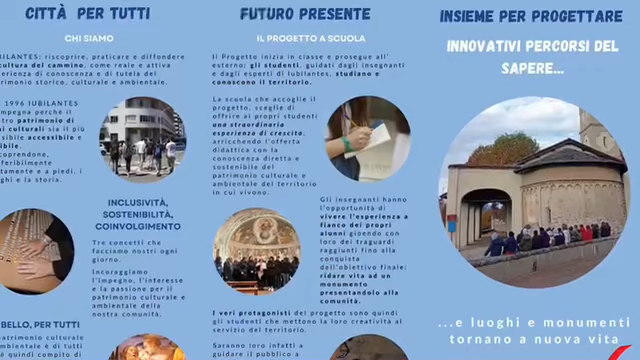 CITTÀ PER TUTTI
CHI SIAMO
riscoprire, praticare e diffondere
cultura del cammino, come reale e attiva
di conoscenza e di tutela del
storico, culturale e ambientale.
1996 IUBILANTES
perché il
patrimonio di
culturali sia il più
accessibile e
e a piedi, i
e la storia.
INCLUSIVITÀ,
SOSTENIBILITÀ,
COINVOLGIMENTO
Tre concetti che
facciamo nostri ogni
giorno.
Incoraggiamo
l'impegno, l'interesse
e la passione per il
patrimonio culturale e
ambientale della
nostra comunità.
BELLO, PER TUTTI
patrimonio culturale
ambientale è di tutti
è quindi compito di
FUTURO PRESENTE
IL PROGETTO A SCUOLA
Il Progetto inizia in classe e prosegue all'
esterno: gli studenti, guidati dagli insegnanti
e dagli esperti di Iubilantes, studiano e
conoscono il territorio.
La scuola che accoglie il
progetto, sceglie di
offrire ai propri studenti
una straordinaria
esperienza di crescita,
arricchendo l'offerta
didattica con la
conoscenza diretta e
sostenibile del
patrimonio culturale e
ambientale del territorio
in cui vivono.
Gli insegnanti hanno
l'opportunità di
vivere l'esperienza a
fianco dei propri
alunni gioendo con
loro dei traguardi
raggiunti fino alla
conquista
dell'obiettivo finale:
ridare vita ad un
monumento
presentandolo alla
comunità.
I veri protagonisti del progetto sono quindi
gli studenti che mettono la loro creatività al
servizio del territorio.
Saranno loro infatti a
guidare il pubblico a
INSIEME PER PROGETTARE
INNOVATIVI PERCORSI DEL
SAPERE...
...e luoghi e monumenti
tornano a nuova vita